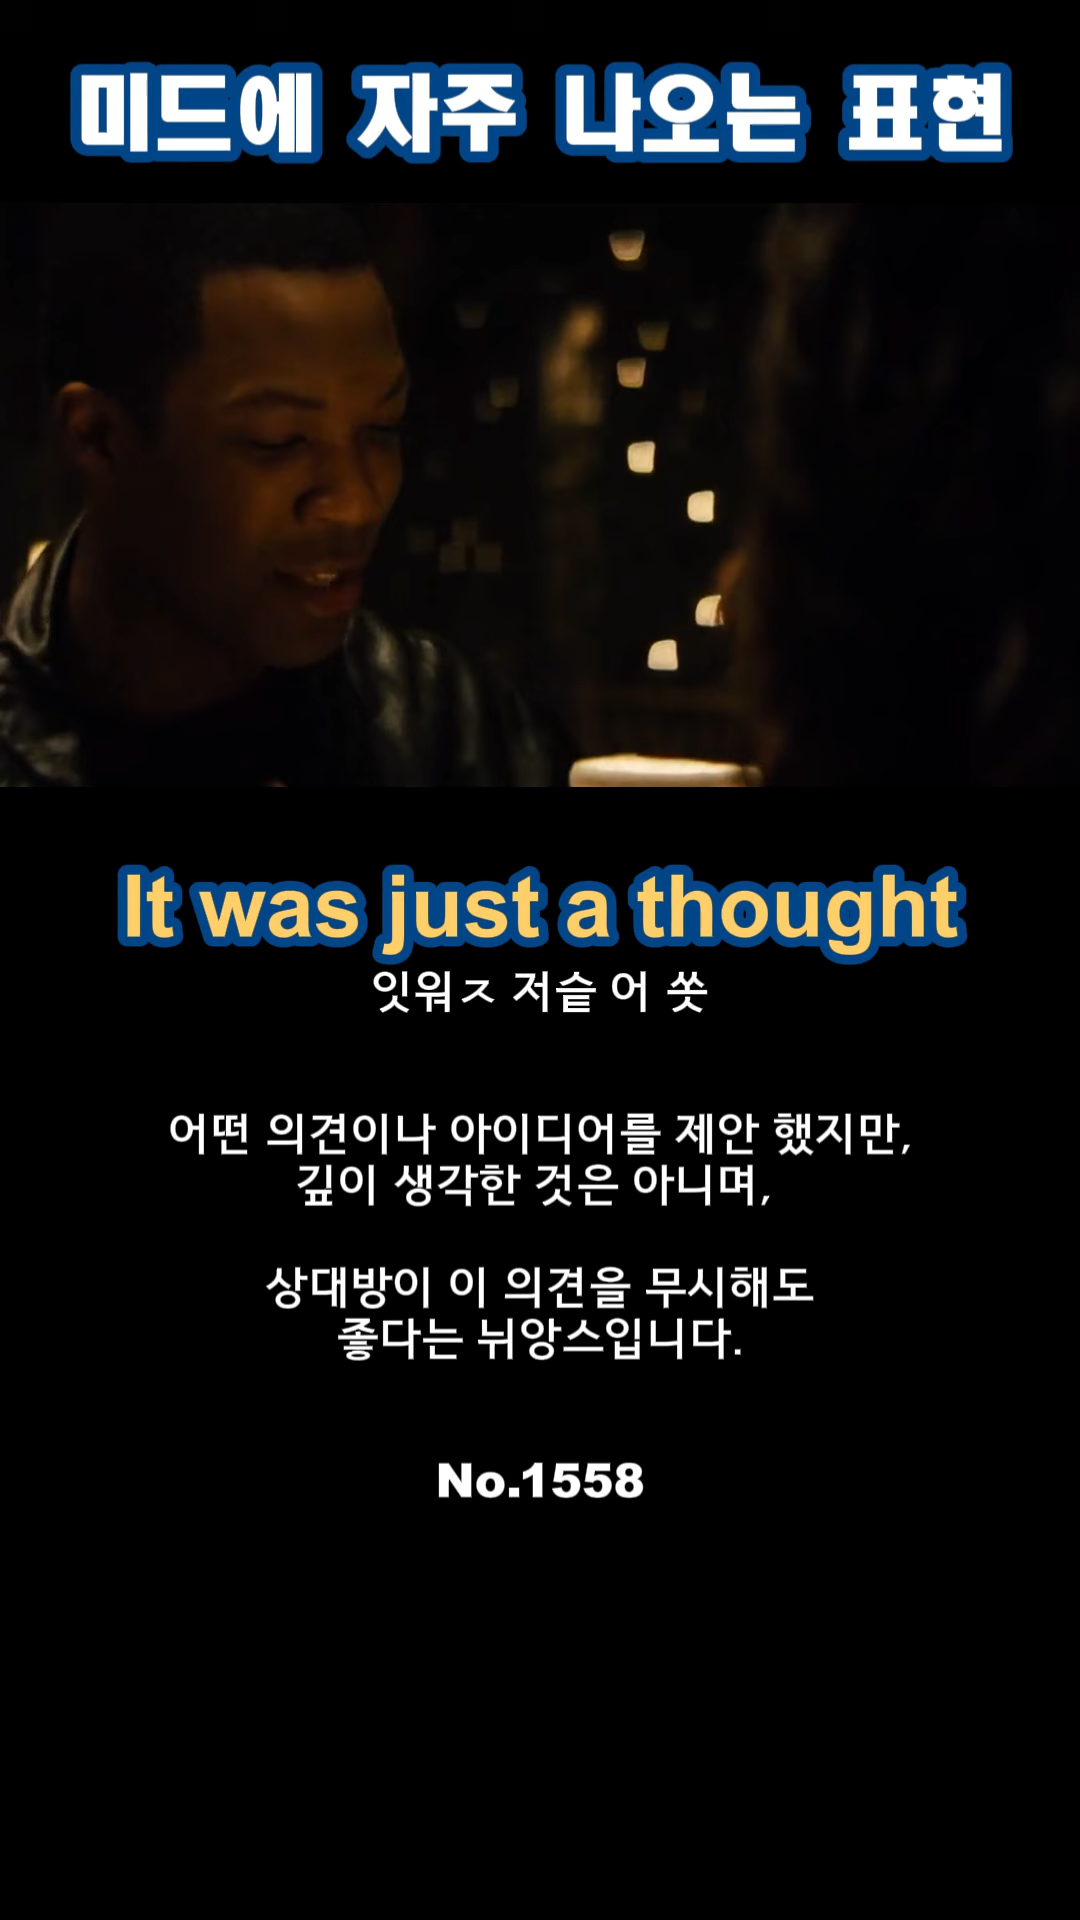 미드에 자주 나오는 표현
It was just a thought
잇워ㅈ 저슽 어 쏫
어떤 의견이나 아이디어를 제안 했지만,
깊이 생각한 것은 아니며,
상대방이 이 의견을 무시해도
좋다는 뉘앙스입니다.
No.1558